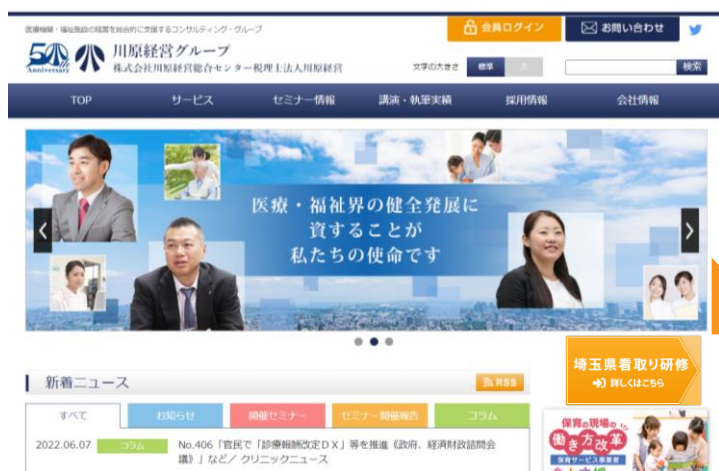 医療機関・福祉施設の経営を総合的に支援するコンサルティング・グループ
会員ログイン
お問い合わせ
50th
Anniversary
川原経営グループ
株式会社川原経営総合センター税理士法人川原経営
文字の大きさ 標準 大
検索
TOP サービス セミナー情報 講演・執筆実績 採用情報 会社情報
医療・福祉界の健全発展に
資することが
私たちの使命です
新着ニュース
RSS
埼玉県看取り研修
詳しくはこちら
すべて お知らせ 開催セミナー セミナー開催報告 コラム
2022.06.07 コラム No.406「官民で「診療報酬改定DX」等を推進《政府、経済財政諮問会
議》」など/ クリニックニュース
保育の現場の
働き方改革
保育サービス事業者